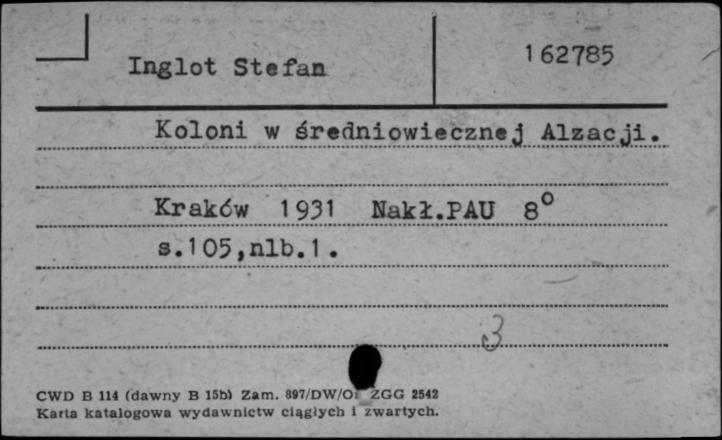 Inglot Stefan 162785
Koloni w średniowiecznej Alzacji.
Kraków 1931 Nakł.PAU 8°
s.105,nlb.1.
3
CWD B 114 (dawny B 15b) Zam. 897/DW/O ZGG 2542
Karta katalogowa wydawnictw ciągłych i zwartych.